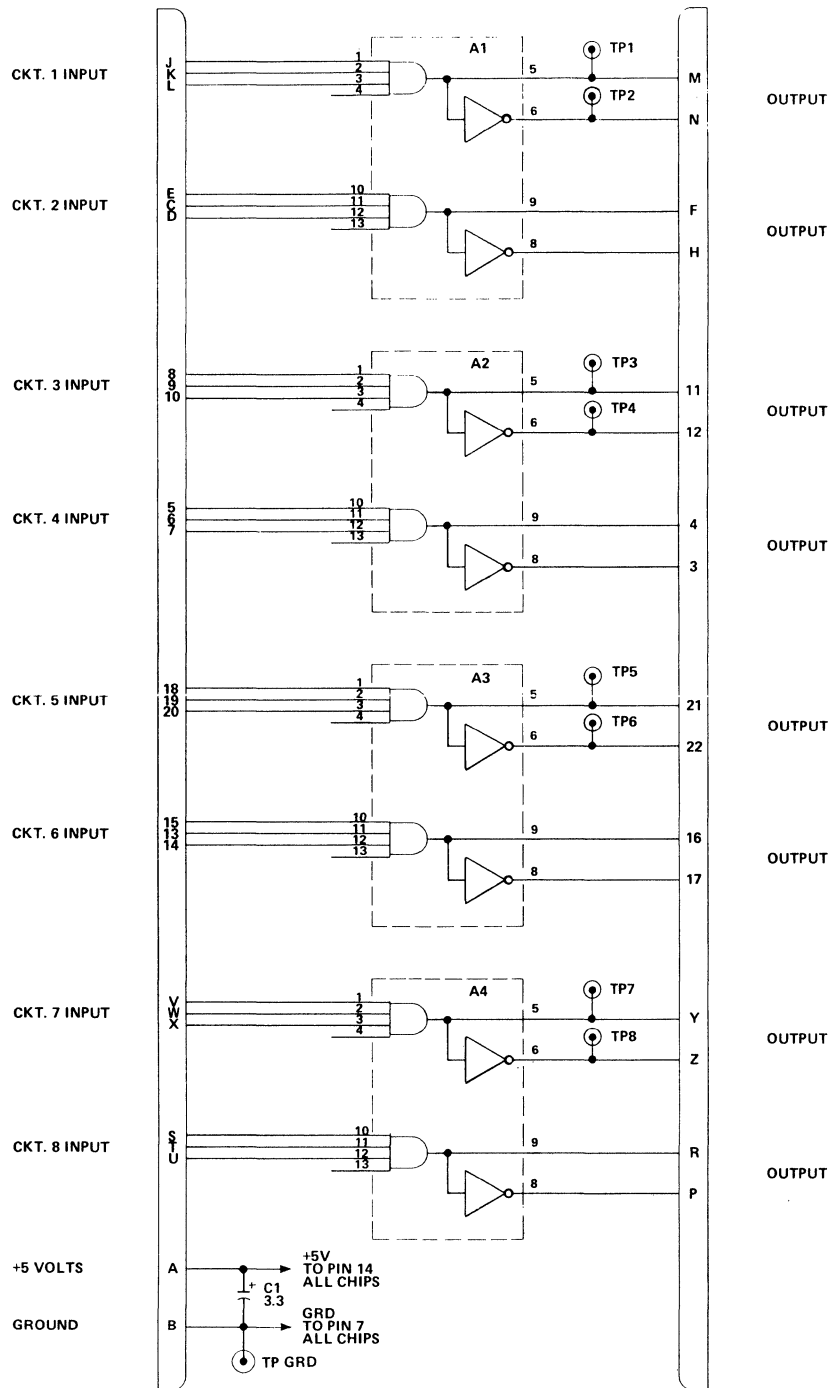 A1
J
K
L
1
2
3
4
CKT. 1 INPUT
5
TP1
M
6
TP2
N
OUTPUT
E
C
D
10
11
12
13
CKT. 2 INPUT
9
F
8
H
OUTPUT
A2
8
9
10
1
2
3
4
CKT. 3 INPUT
5
TP3
11
6
TP4
12
OUTPUT
5
6
7
10
11
12
13
CKT. 4 INPUT
9
4
8
3
OUTPUT
A3
18
19
20
1
2
3
4
CKT. 5 INPUT
5
TP5
21
6
TP6
22
OUTPUT
15
13
14
10
11
12
13
CKT. 6 INPUT
9
16
8
17
OUTPUT
A4
V
W
X
1
2
3
4
CKT. 7 INPUT
5
TP7
Y
6
TP8
Z
OUTPUT
S
T
U
10
11
12
13
CKT. 8 INPUT
9
R
8
P
OUTPUT
+5 VOLTS
A
+5V
TO PIN 14
ALL CHIPS
+ C1
3.3
GROUND
B
GRD
TO PIN 7
ALL CHIPS
TP GRD